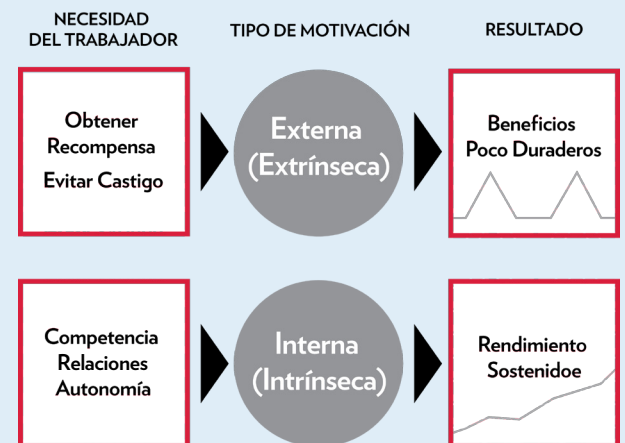 NECESIDAD
DEL TRABAJADOR
TIPO DE MOTIVACIÓN
RESULTADO
Obtener
Recompensa
Evitar Castigo
Externa
(Extrínseca)
Beneficios
Poco Duraderos
Competencia
Relaciones
Autonomía
Interna
(Intrínseca)
Rendimiento
Sostenidoe